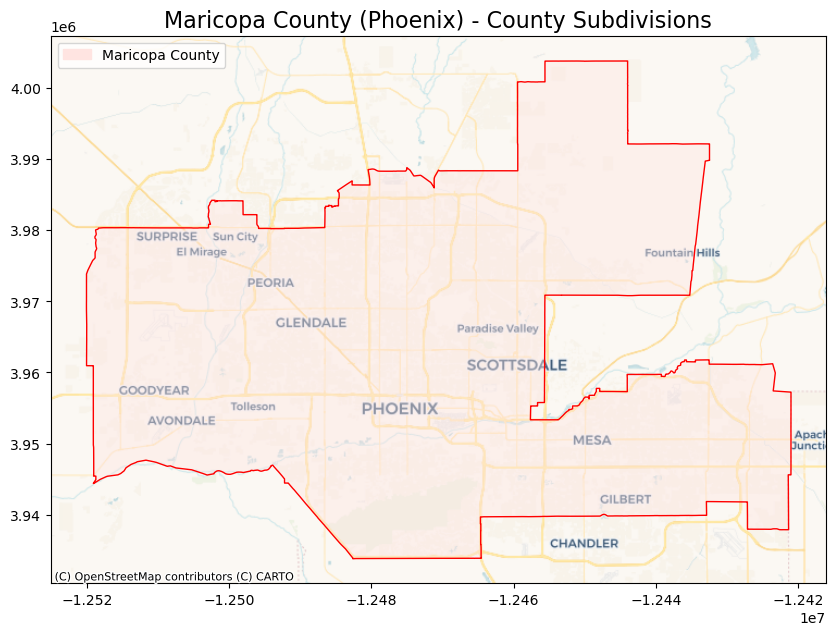 Maricopa County (Phoenix) - County Subdivisions
1e6
Maricopa County
4.00
3.99
3.98
3.97
3.96
3.95
3.94
SURPRISE
Sun City
El Mirage
Fountain Hills
PEORIA
GLENDALE
Paradise Valley
SCOTTSDALE
GOODYEAR
Tolleson
PHOENIX
AVONDALE
MESA
Apach
Junctio
GILBERT
CHANDLER
(C) OpenStreetMap contributors (C) CARTO
−1.252
−1.250
−1.248
−1.246
−1.244
−1.242
1e7